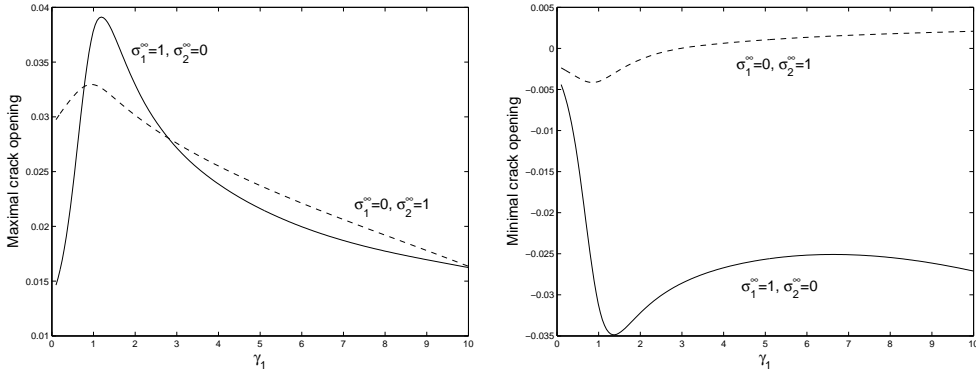 0.04
0.035
0.03
0.025
0.02
0.015
0.01
Maximal crack opening
σ₁^∞=1, σ₂^∞=0
σ₁^∞=0, σ₂^∞=1
0 1 2 3 4 5 6 7 8 9 10
γ₁
0
−0.005
−0.01
−0.015
−0.02
−0.025
−0.03
−0.035
Minimal crack opening
σ₁^∞=0, σ₂^∞=1
σ₁^∞=1, σ₂^∞=0
0 1 2 3 4 5 6 7 8 9 10
γ₁